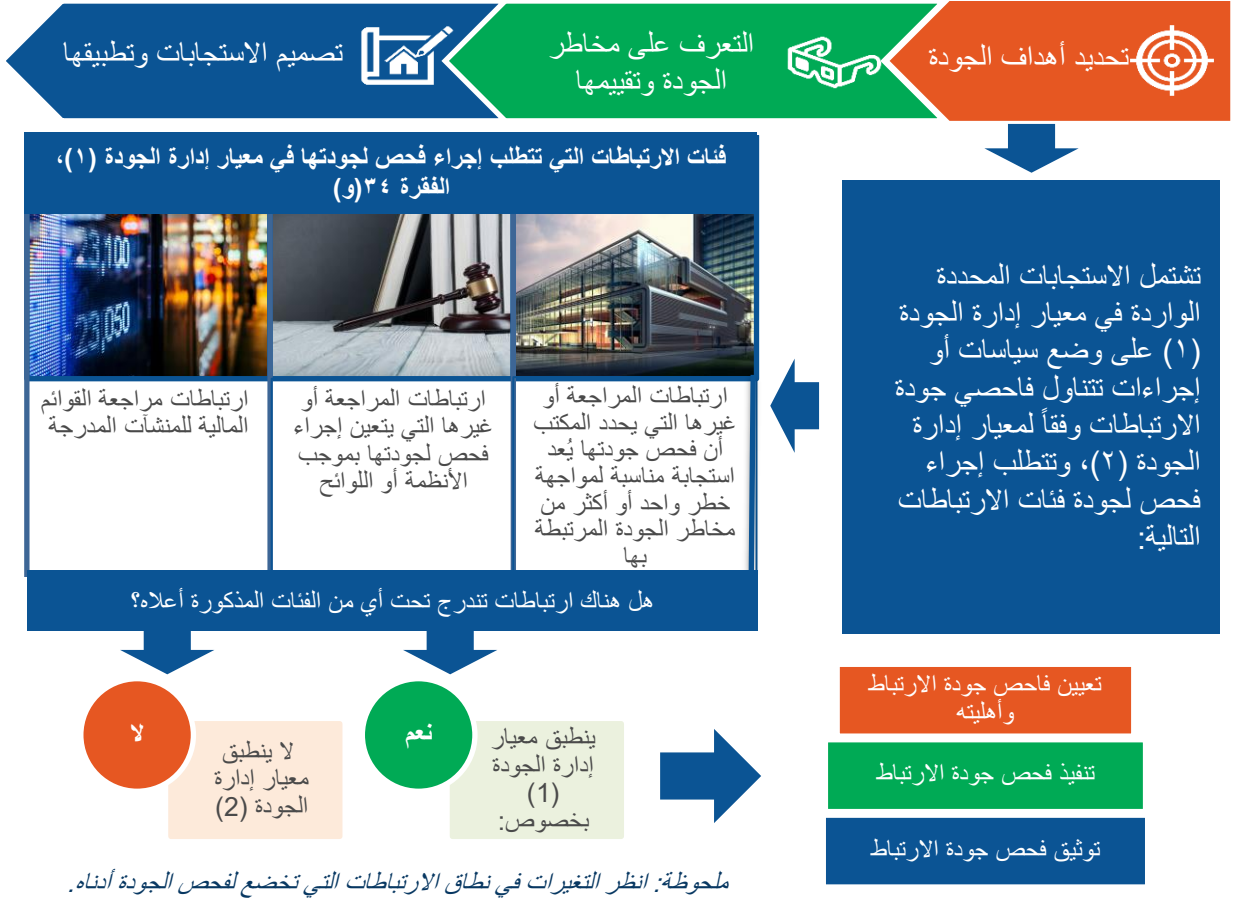 تحديد أهداف الجودة
التعرف على مخاطر
الجودة وتقييمها
تصميم الاستجابات وتطبيقها
تشتمل الاستجابات المحددة
الواردة في معيار إدارة الجودة
(١) على وضع سياسات أو
إجراءات تتناول فاحصي جودة
الارتباطات وفقاً لمعيار إدارة
الجودة (٢)، وتتطلب إجراء
فحص لجودة فئات الارتباطات
التالية:
فئات الارتباطات التي تتطلب إجراء فحص لجودتها في معيار إدارة الجودة (١)،
الفقرة ٣٤(و)
23,100
23,050
ارتباطات المراجعة أو
غيرها التي يحدد المكتب
أن فحص جودتها يُعد
استجابة مناسبة لمواجهة
خطر واحد أو أكثر من
مخاطر الجودة المرتبطة
بها
ارتباطات المراجعة أو
غيرها التي يتعين إجراء
فحص لجودتها بموجب
الأنظمة أو اللوائح
ارتباطات مراجعة القوائم
المالية للمنشآت المدرجة
هل هناك ارتباطات تندرج تحت أي من الفئات المذكورة أعلاه؟
نعم
ينطبق معيار
إدارة الجودة
(1)
بخصوص:
لا
لا ينطبق
معيار إدارة
الجودة (2)
تعيين فاحص جودة الارتباط
وأهليته
تنفيذ فحص جودة الارتباط
توثيق فحص جودة الارتباط
ملحوظة: انظر التغيرات في نطاق الارتباطات التي تخضع لفحص الجودة أدناه.